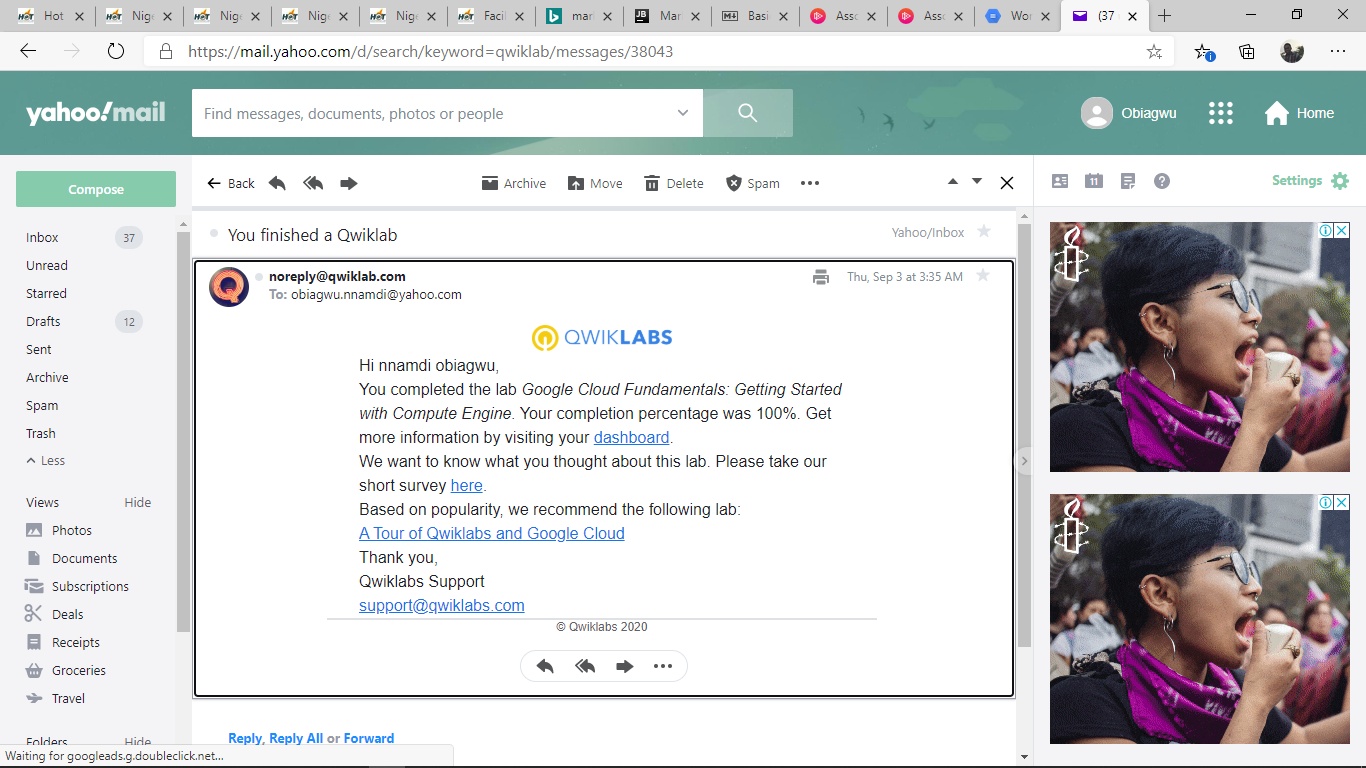 Hot
Nige
Nige
Nige
Nige
Facil
mar
Mar
Basi
Asso
Asso
Wor
(37
https://mail.yahoo.com/d/search/keyword=qwiklab/messages/38043
yahoo!mail
Find messages, documents, photos or people
Obiagwu
Home
Compose
Back
Archive
Move
Delete
Spam
11
Settings
Inbox 37
Unread
Starred
Drafts 12
Sent
Archive
Spam
Trash
Less
Views Hide
Photos
Documents
Subscriptions
Deals
Receipts
Groceries
Travel
Folders Hide
You finished a Qwiklab
Yahoo/Inbox
noreply@qwiklab.com
Thu, Sep 3 at 3:35 AM
To: obiagwu.nnamdi@yahoo.com
QWIKLABS
Hi nnamdi obiagwu,
You completed the lab Google Cloud Fundamentals: Getting Started
with Compute Engine. Your completion percentage was 100%. Get
more information by visiting your dashboard.
We want to know what you thought about this lab. Please take our
short survey here.
Based on popularity, we recommend the following lab:
A Tour of Qwiklabs and Google Cloud
Thank you,
Qwiklabs Support
support@qwiklabs.com
© Qwiklabs 2020
Reply, Reply All or Forward
Waiting for googleads.g.doubleclick.net...